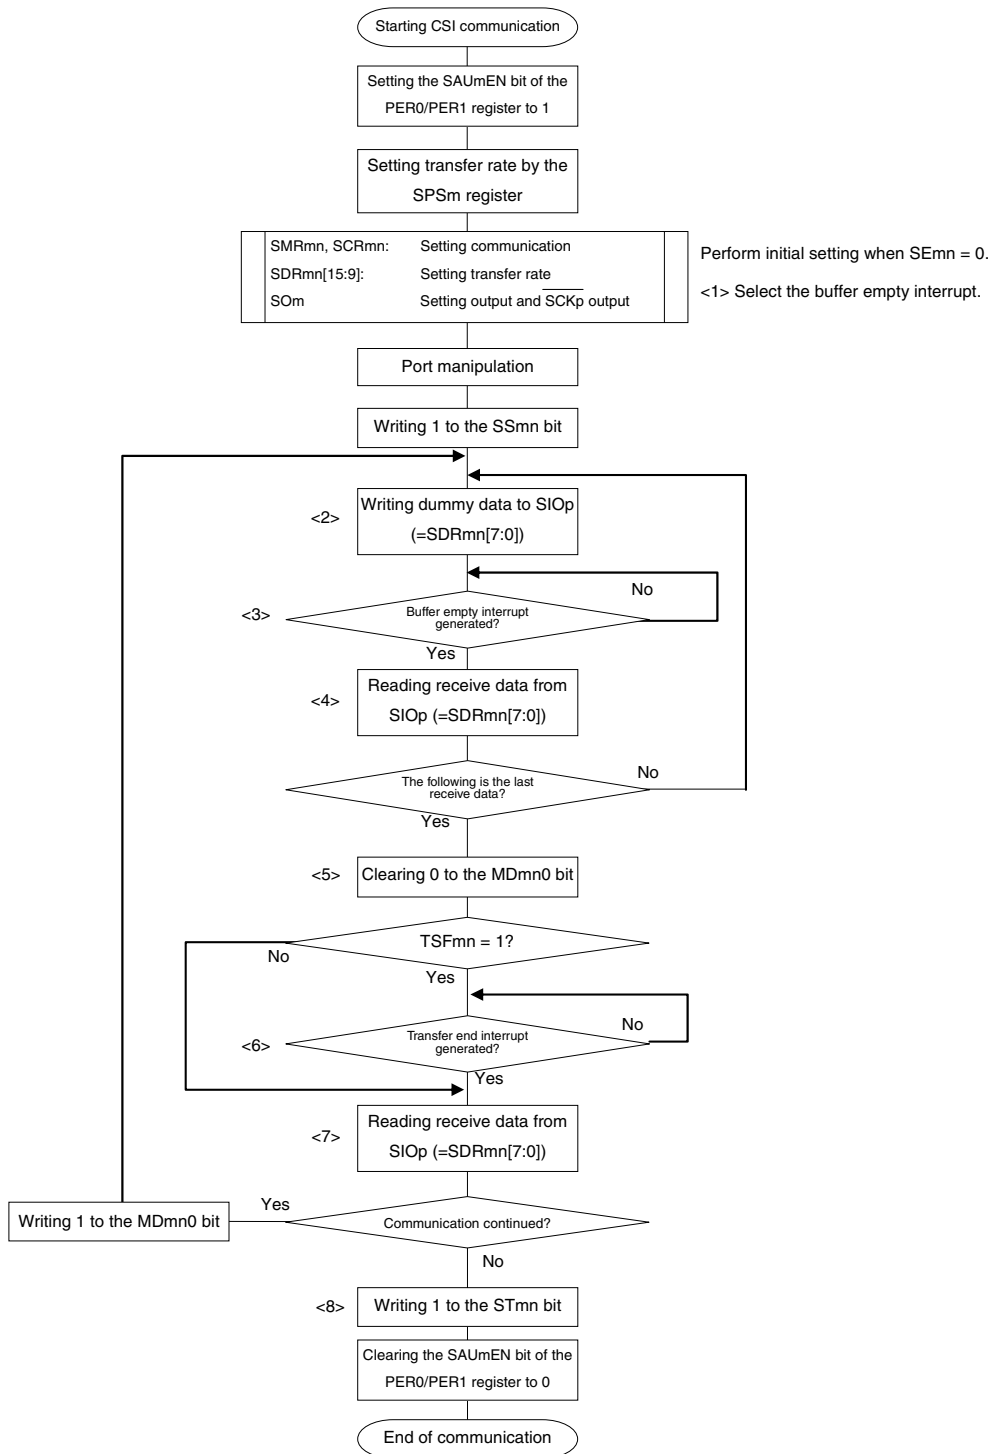 Starting CSI communication
Setting the SAUmEN bit of the
PER0/PER1 register to 1
Setting transfer rate by the
SPSm register
SMRmn, SCRmn: Setting communication
SDRmn[15:9]: Setting transfer rate
SOm Setting output and SCKp output
Perform initial setting when SEmn = 0.
<1> Select the buffer empty interrupt.
Port manipulation
Writing 1 to the SSmn bit
<2>
Writing dummy data to SIOp
(=SDRmn[7:0])
No
<3>
Buffer empty interrupt
generated?
Yes
<4>
Reading receive data from
SIOp (=SDRmn[7:0])
No
The following is the last
receive data?
Yes
<5>
Clearing 0 to the MDmn0 bit
TSFmn = 1?
No
Yes
No
<6>
Transfer end interrupt
generated?
Yes
<7>
Reading receive data from
SIOp (=SDRmn[7:0])
Yes
Writing 1 to the MDmn0 bit
Communication continued?
No
<8>
Writing 1 to the STmn bit
Clearing the SAUmEN bit of the
PER0/PER1 register to 0
End of communication